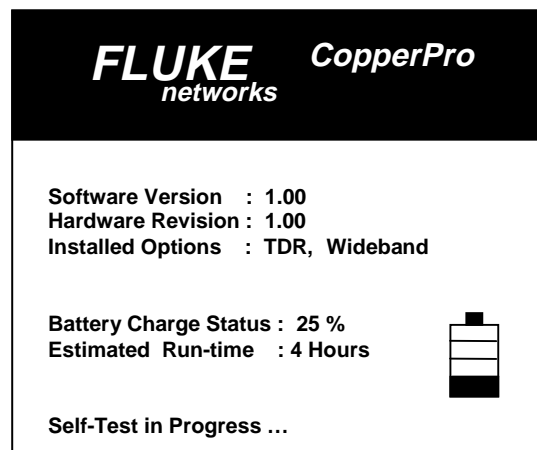 FLUKE
networks
CopperPro
Software Version : 1.00
Hardware Revision : 1.00
Installed Options : TDR, Wideband
Battery Charge Status : 25 %
Estimated Run-time : 4 Hours
Self-Test in Progress ...